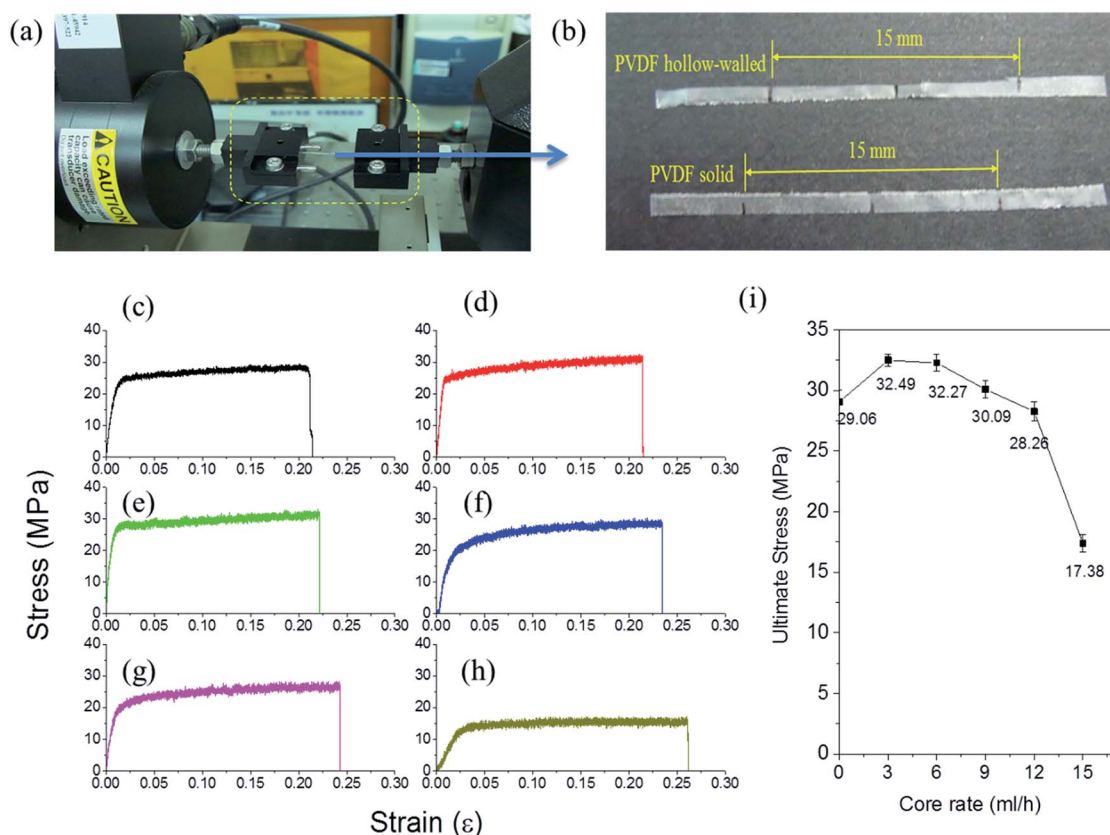 (a)
CAUTION
Load exceeding
capacity can cause
transducer damage
(b)
15 mm
PVDF hollow-walled
15 mm
PVDF solid
(c)
40
30
20
10
0
0.00 0.05 0.10 0.15 0.20 0.25 0.30
(d)
40
30
20
10
0
0.00 0.05 0.10 0.15 0.20 0.25 0.30
(e)
40
30
20
10
0
0.00 0.05 0.10 0.15 0.20 0.25 0.30
(f)
40
30
20
10
0
0.00 0.05 0.10 0.15 0.20 0.25 0.30
(g)
40
30
20
10
0
0.00 0.05 0.10 0.15 0.20 0.25 0.30
(h)
40
30
20
10
0
0.00 0.05 0.10 0.15 0.20 0.25 0.30
Stress (MPa)
Strain (ε)
(i)
35
30
25
20
15
10
5
0
29.06
32.49
32.27
30.09
28.26
17.38
0 3 6 9 12 15
Ultimate Stress (MPa)
Core rate (ml/h)